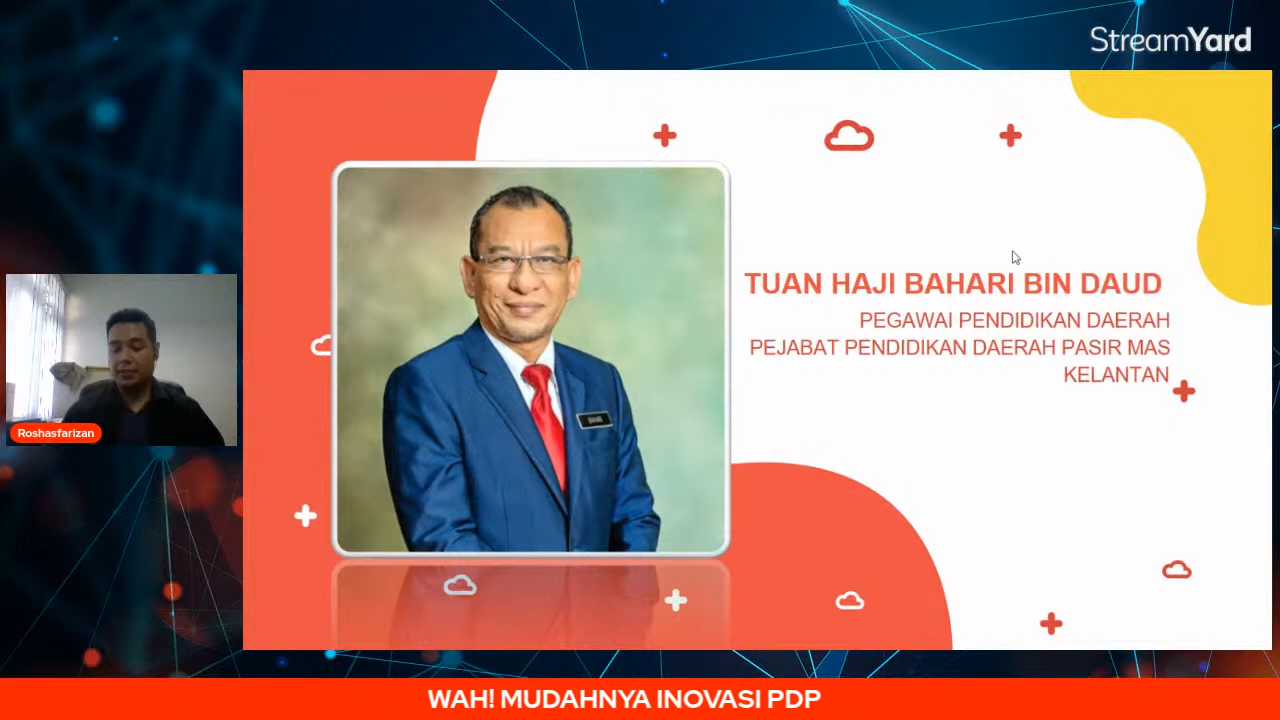 StreamYard
TUAN HAJI BAHARI BIN DAUD
PEGAWAI PENDIDIKAN DAERAH
PEJABAT PENDIDIKAN DAERAH PASIR MAS
KELANTAN
Roshasfarizan
WAH! MUDAHNYA INOVASI PDP